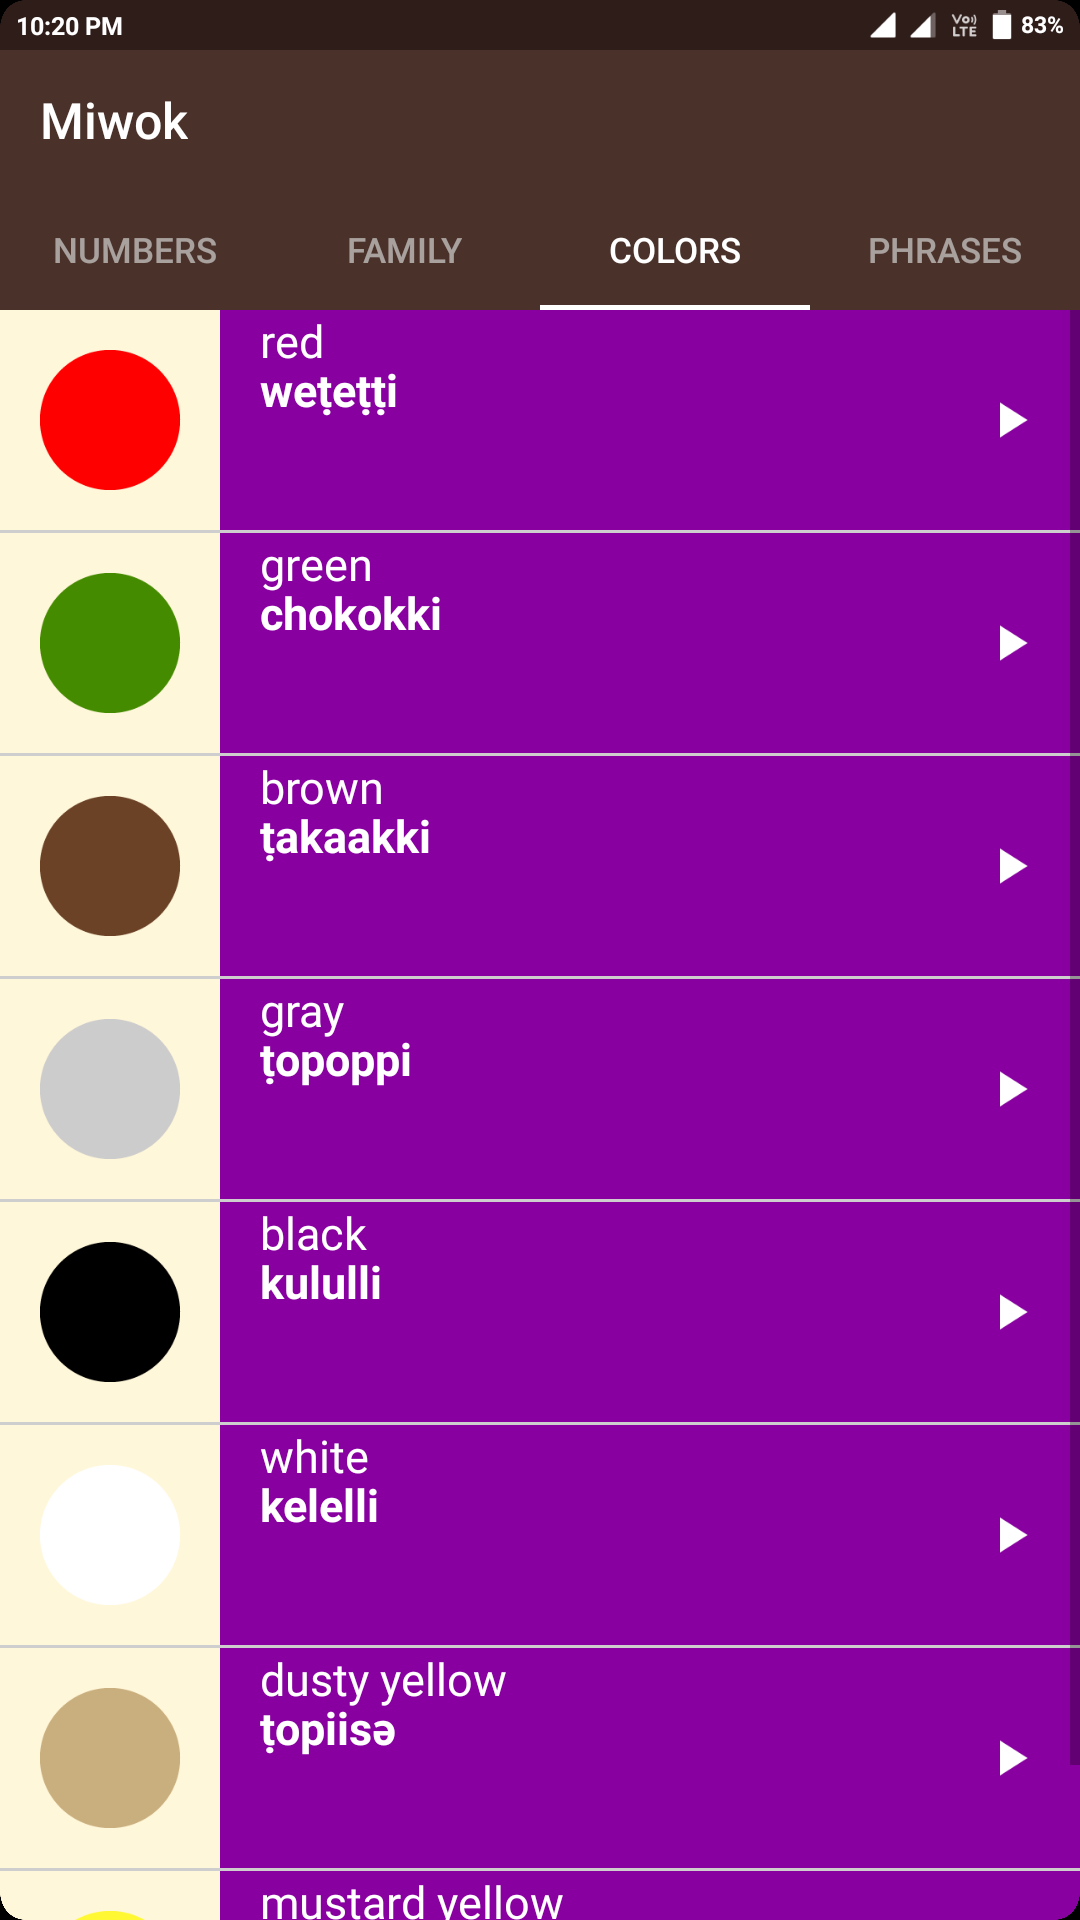 10:20 PM
Vo)) LTE
83%
Miwok
NUMBERS FAMILY COLORS PHRASES
red
weṭeṭṭi
green
chokokki
brown
ṭakaakki
gray
ṭopoppi
black
kululli
white
kelelli
dusty yellow
ṭopiisә
mustard yellow